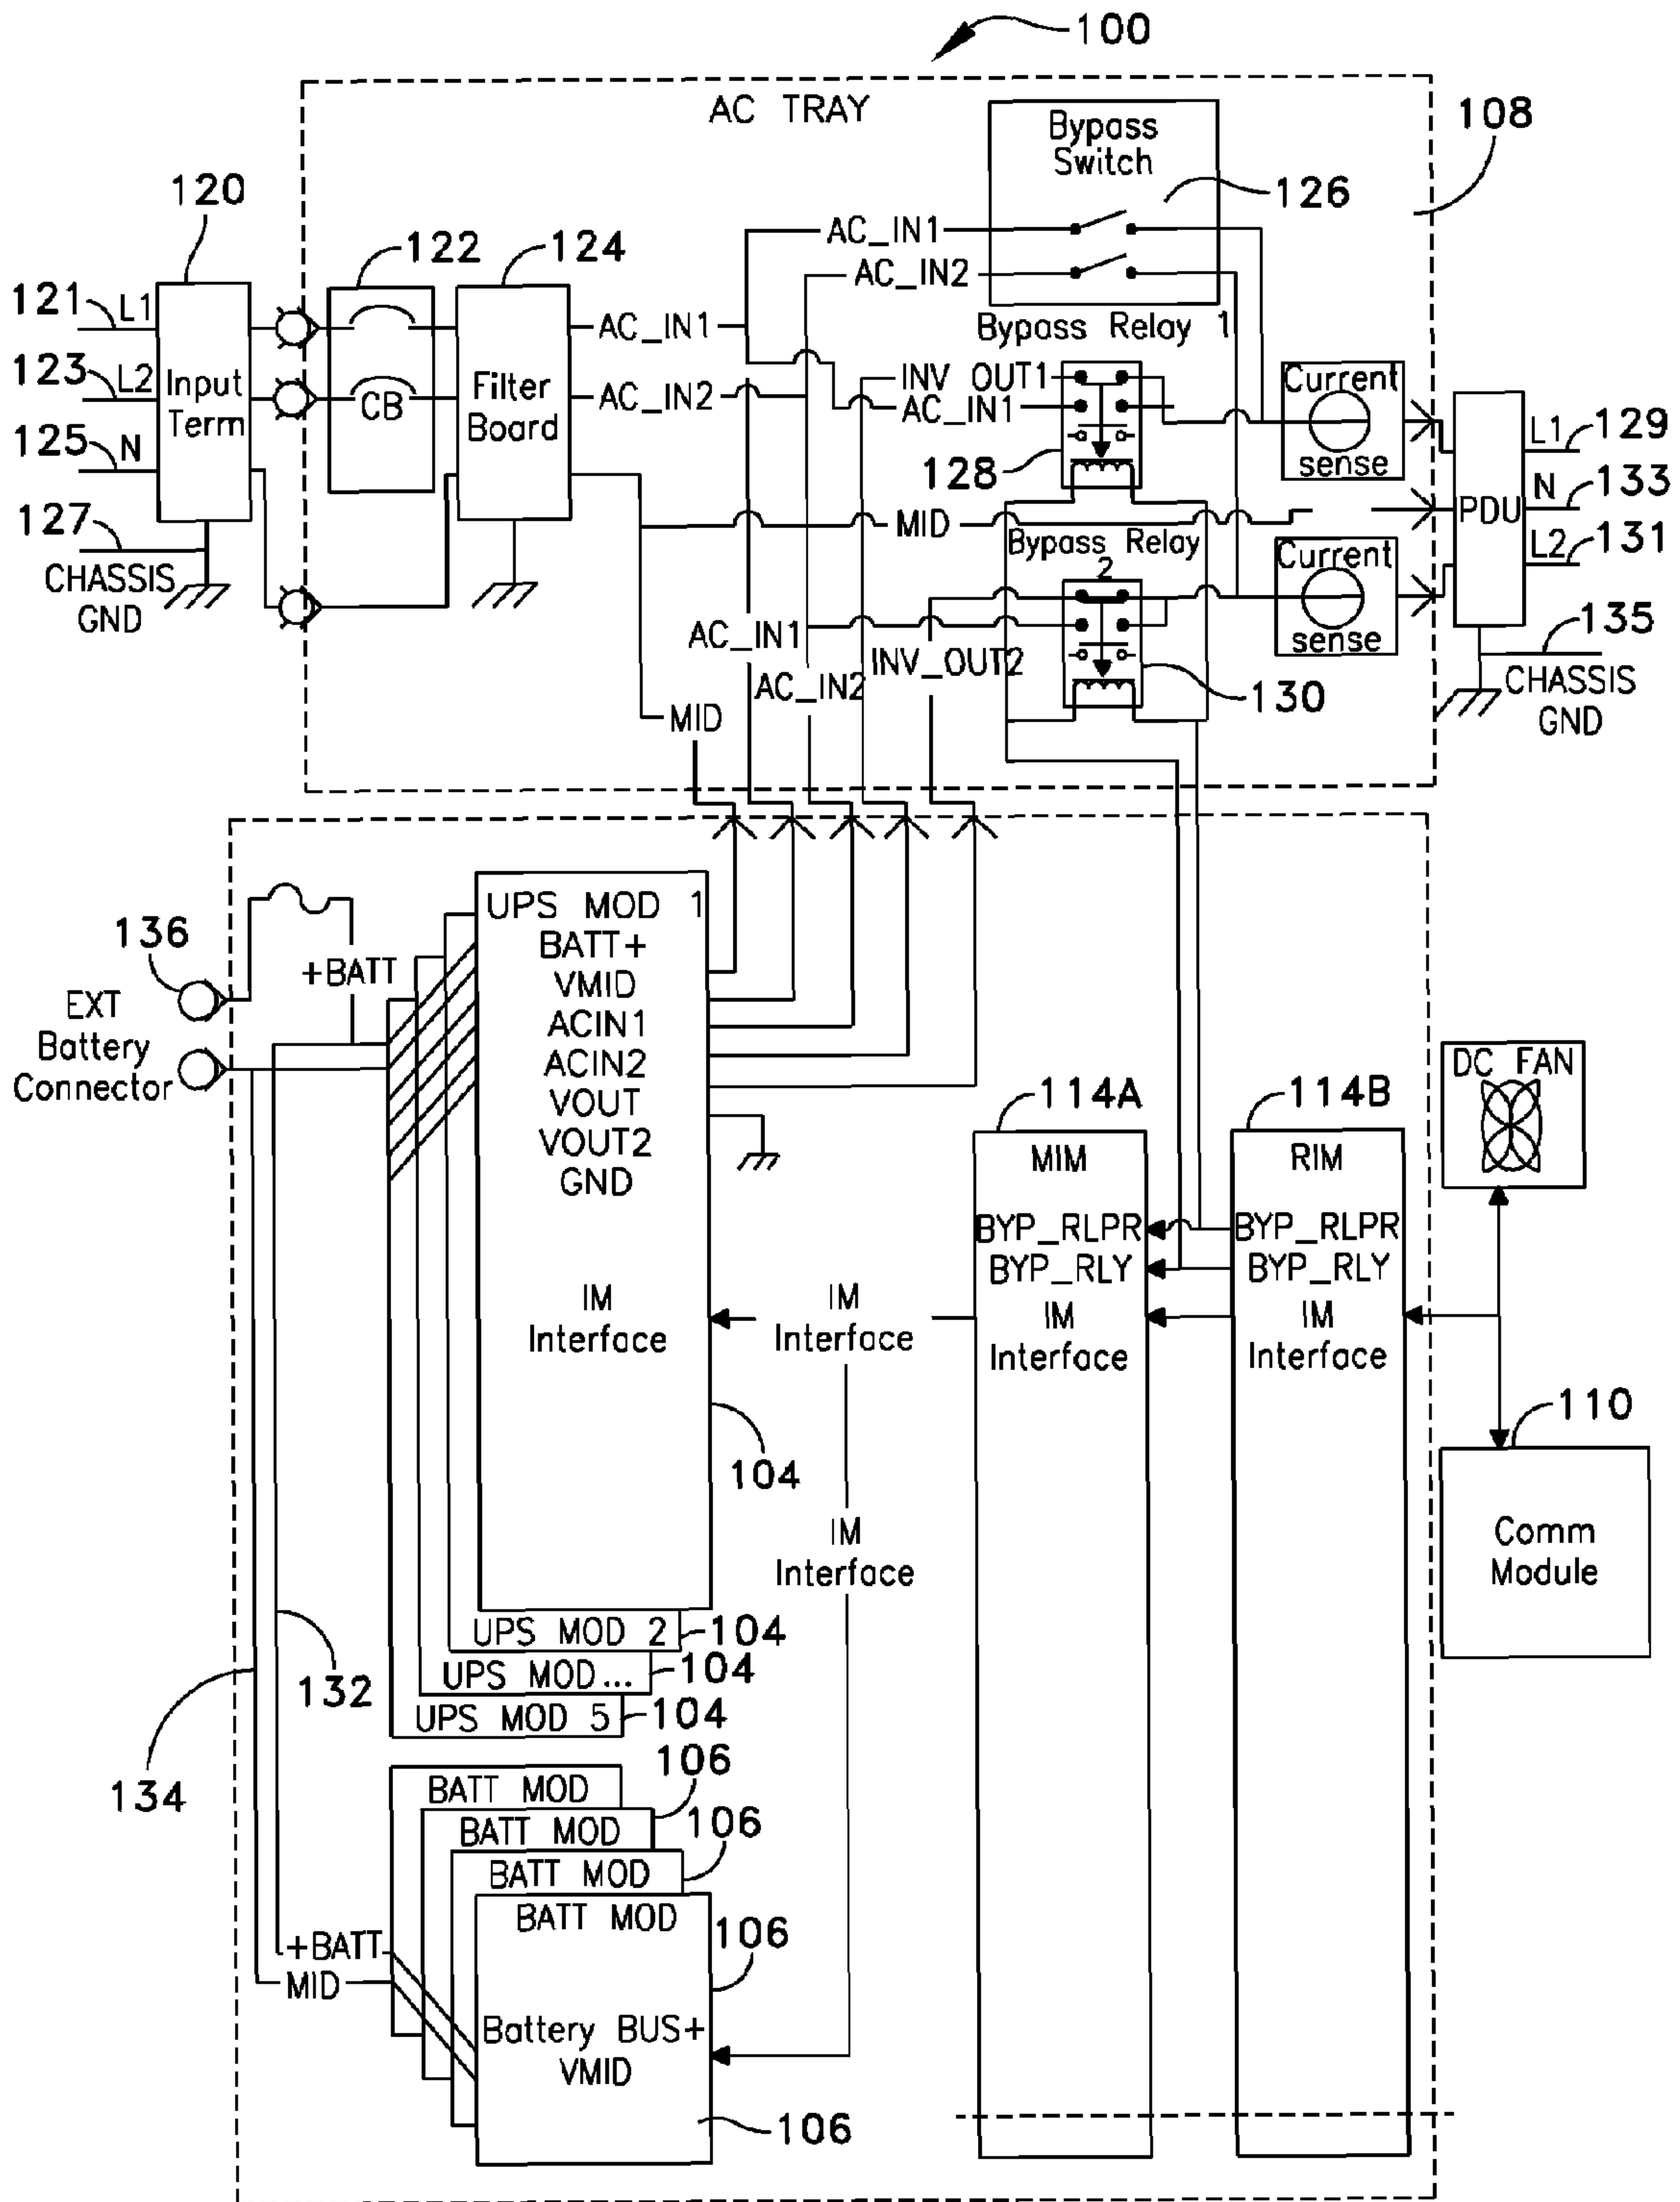 100
AC TRAY
108
Bypass
Switch
126
120
122
124
AC_IN1
AC_IN2
121
L1
123
L2
125
N
127
CHASSIS
GND
Input
Term
CB
Filter
Board
AC_IN1
AC_IN2
Bypass Relay 1
INV OUT1
AC_IN1
128
Current
sense
MID
Bypass Relay
2
Current
sense
PDU
L1
129
N
133
L2
131
135
CHASSIS
GND
AC_IN1
AC_IN2
INV_OUT2
130
MID
136
EXT
Battery
Connector
+BATT
UPS MOD 1
BATT+
VMID
ACIN1
ACIN2
VOUT
VOUT2
GND
IM
Interface
104
IM
Interface
IM
Interface
114A
MIM
BYP_RLPR
BYP_RLY
IM
Interface
114B
RIM
BYP_RLPR
BYP_RLY
IM
Interface
DC FAN
110
Comm
Module
UPS MOD 2
104
UPS MOD...
104
UPS MOD 5
104
132
134
BATT MOD
106
BATT MOD
106
BATT MOD
BATT MOD
106
+BATT
MID
Battery BUS+
VMID
106